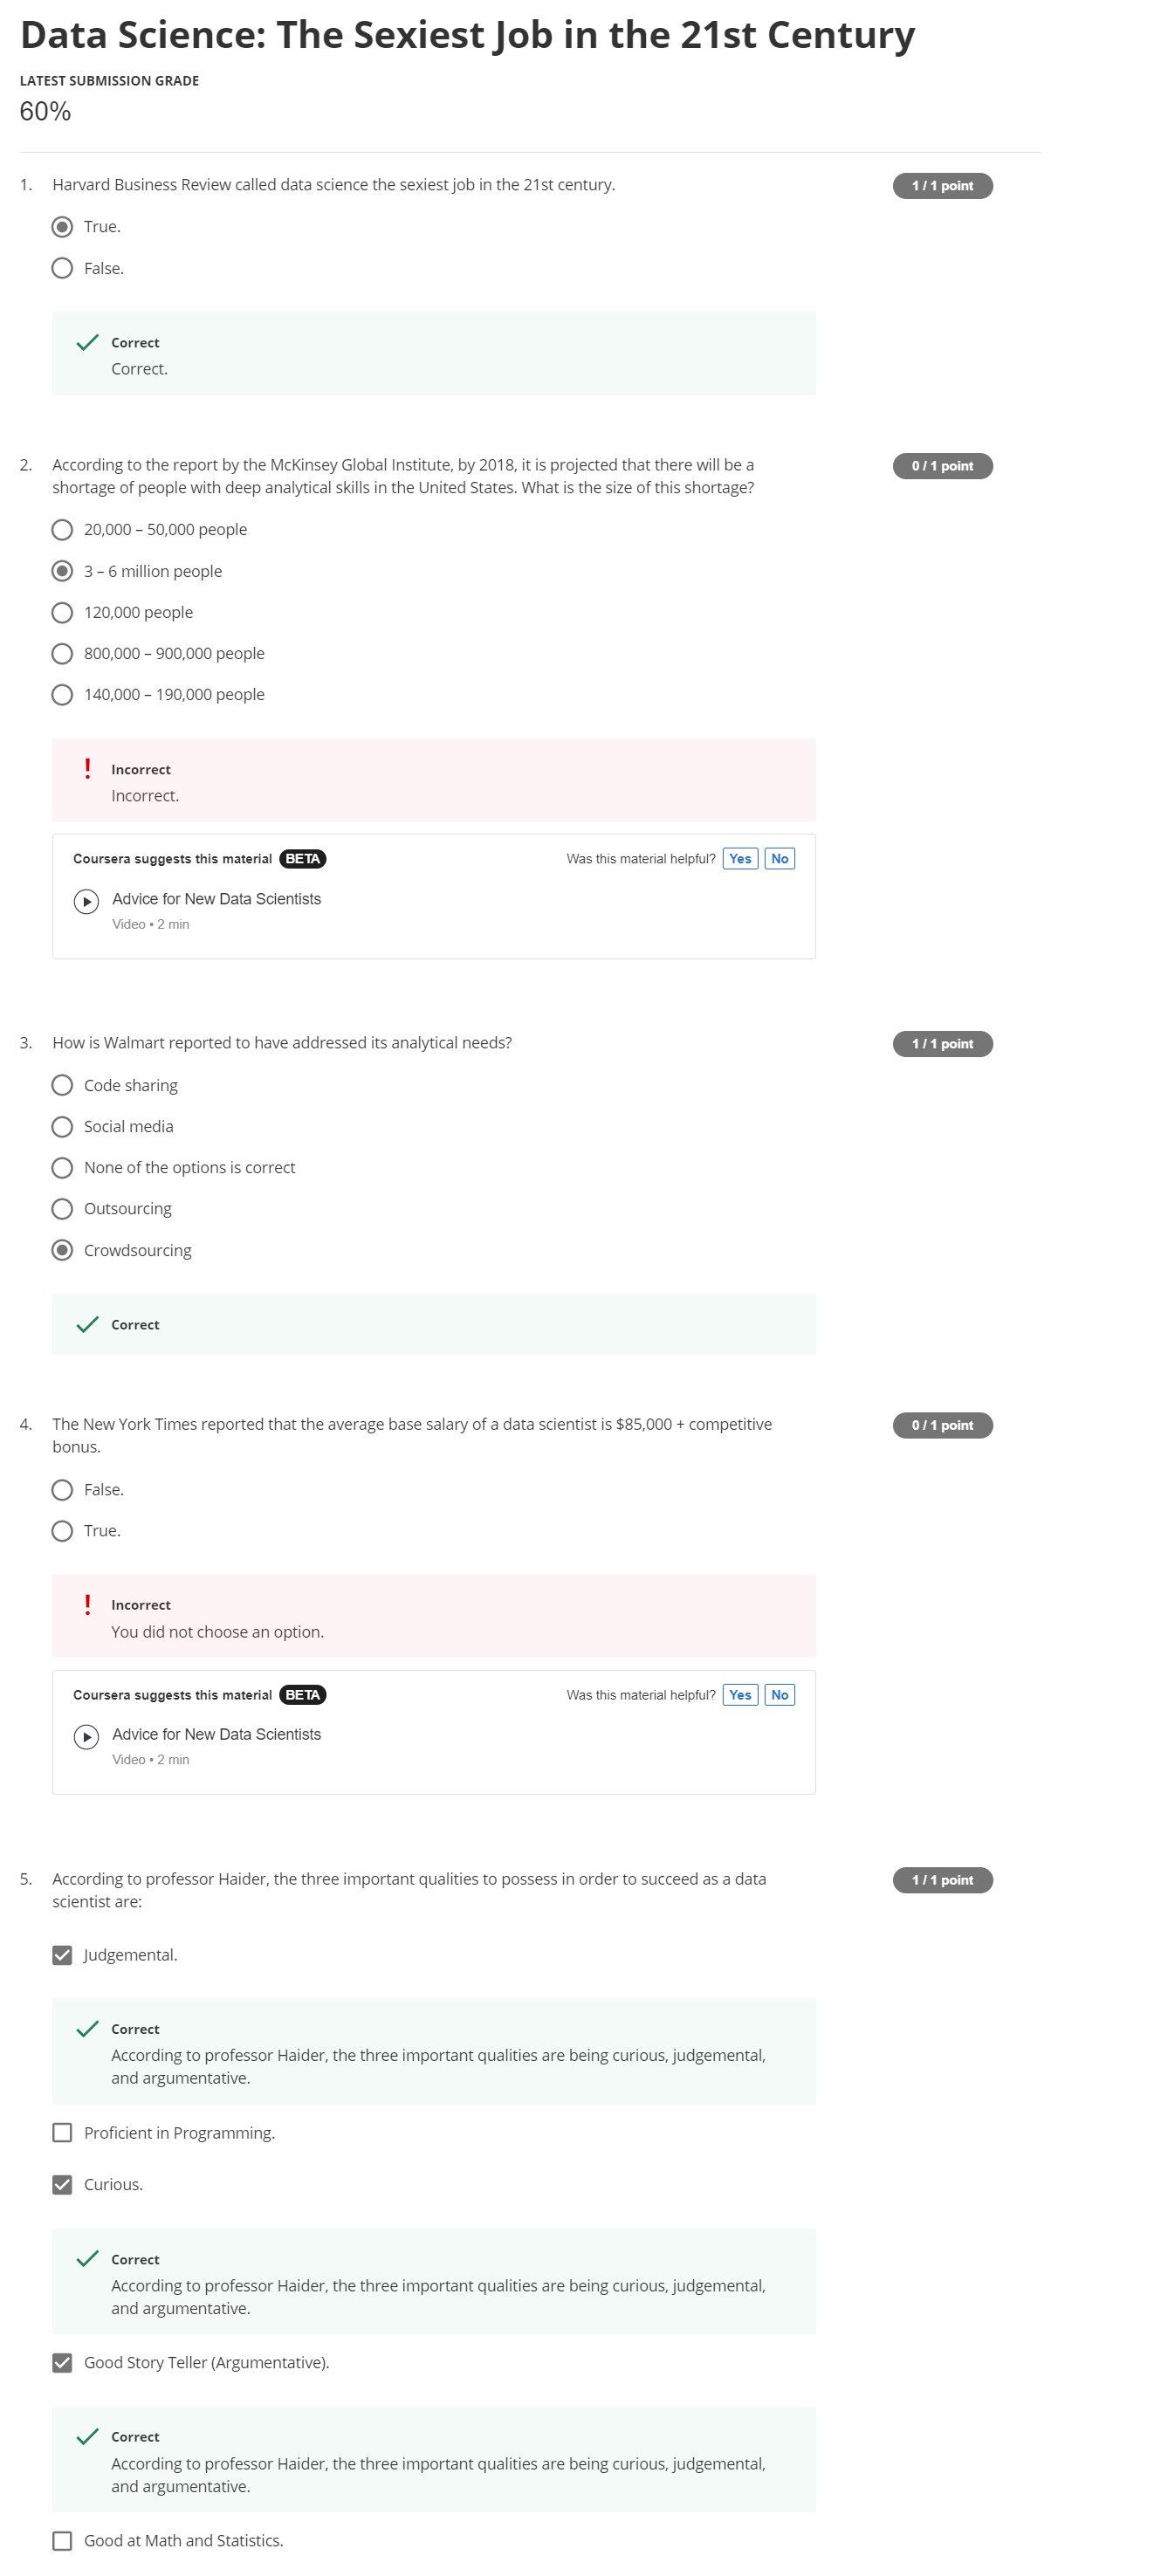 Data Science: The Sexiest Job in the 21st Century
LATEST SUBMISSION GRADE
60%
1. Harvard Business Review called data science the sexiest job in the 21st century.
1 / 1 point
True.
False.
Correct
Correct.
2. According to the report by the McKinsey Global Institute, by 2018, it is projected that there will be a
0 / 1 point
shortage of people with deep analytical skills in the United States. What is the size of this shortage?
20,000 – 50,000 people
3 – 6 million people
120,000 people
800,000 – 900,000 people
140,000 – 190,000 people
Incorrect
Incorrect.
Coursera suggests this material BETA
Was this material helpful? Yes No
Advice for New Data Scientists
Video • 2 min
3. How is Walmart reported to have addressed its analytical needs?
1 / 1 point
Code sharing
Social media
None of the options is correct
Outsourcing
Crowdsourcing
Correct
4. The New York Times reported that the average base salary of a data scientist is $85,000 + competitive
0 / 1 point
bonus.
False.
True.
Incorrect
You did not choose an option.
Coursera suggests this material BETA
Was this material helpful? Yes No
Advice for New Data Scientists
Video • 2 min
5. According to professor Haider, the three important qualities to possess in order to succeed as a data
1 / 1 point
scientist are:
Judgemental.
Correct
According to professor Haider, the three important qualities are being curious, judgemental,
and argumentative.
Proficient in Programming.
Curious.
Correct
According to professor Haider, the three important qualities are being curious, judgemental,
and argumentative.
Good Story Teller (Argumentative).
Correct
According to professor Haider, the three important qualities are being curious, judgemental,
and argumentative.
Good at Math and Statistics.